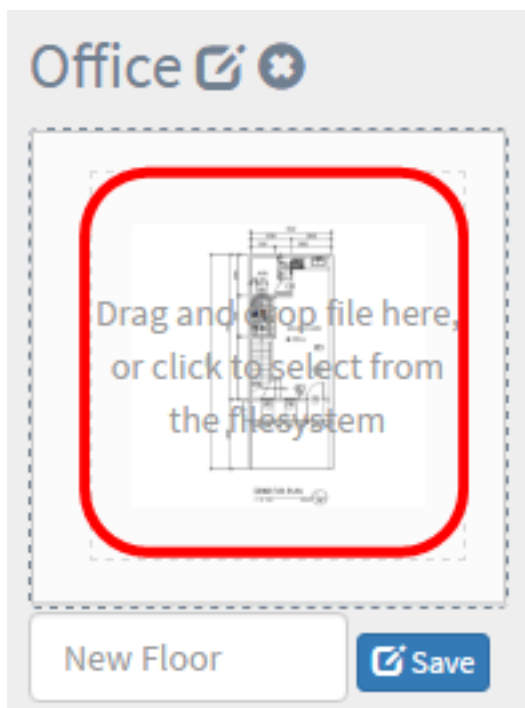 Office
Drag and drop file here,
or click to select from
the filesystem
New Floor
Save